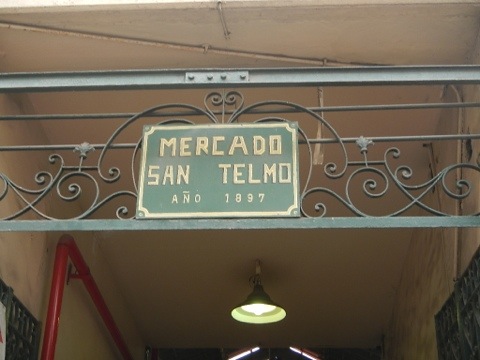 MERCADO
SAN TELMO
AÑO 1897